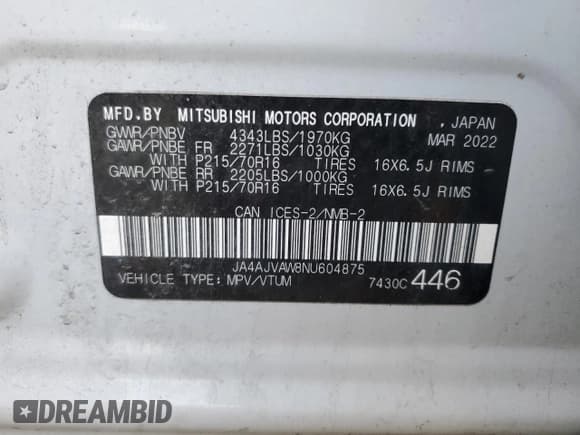 MFD.BY MITSUBISHI MOTORS CORPORATION , JAPAN
GVWR/PNBV 4343LBS/1970KG MAR 2022
GAWR/PNBE FR 2271LBS/1030KG
WITH P215/70R16 TIRES 16X6.5J RIMS
GAWR/PNBE RR 2205LBS/1000KG
WITH P215/70R16 TIRES 16X6.5J RIMS
CAN ICES-2/NMB-2
JA4AJVAW8NU604875
VEHICLE TYPE:MPV/VTUM 7430C 446
DREAMBID